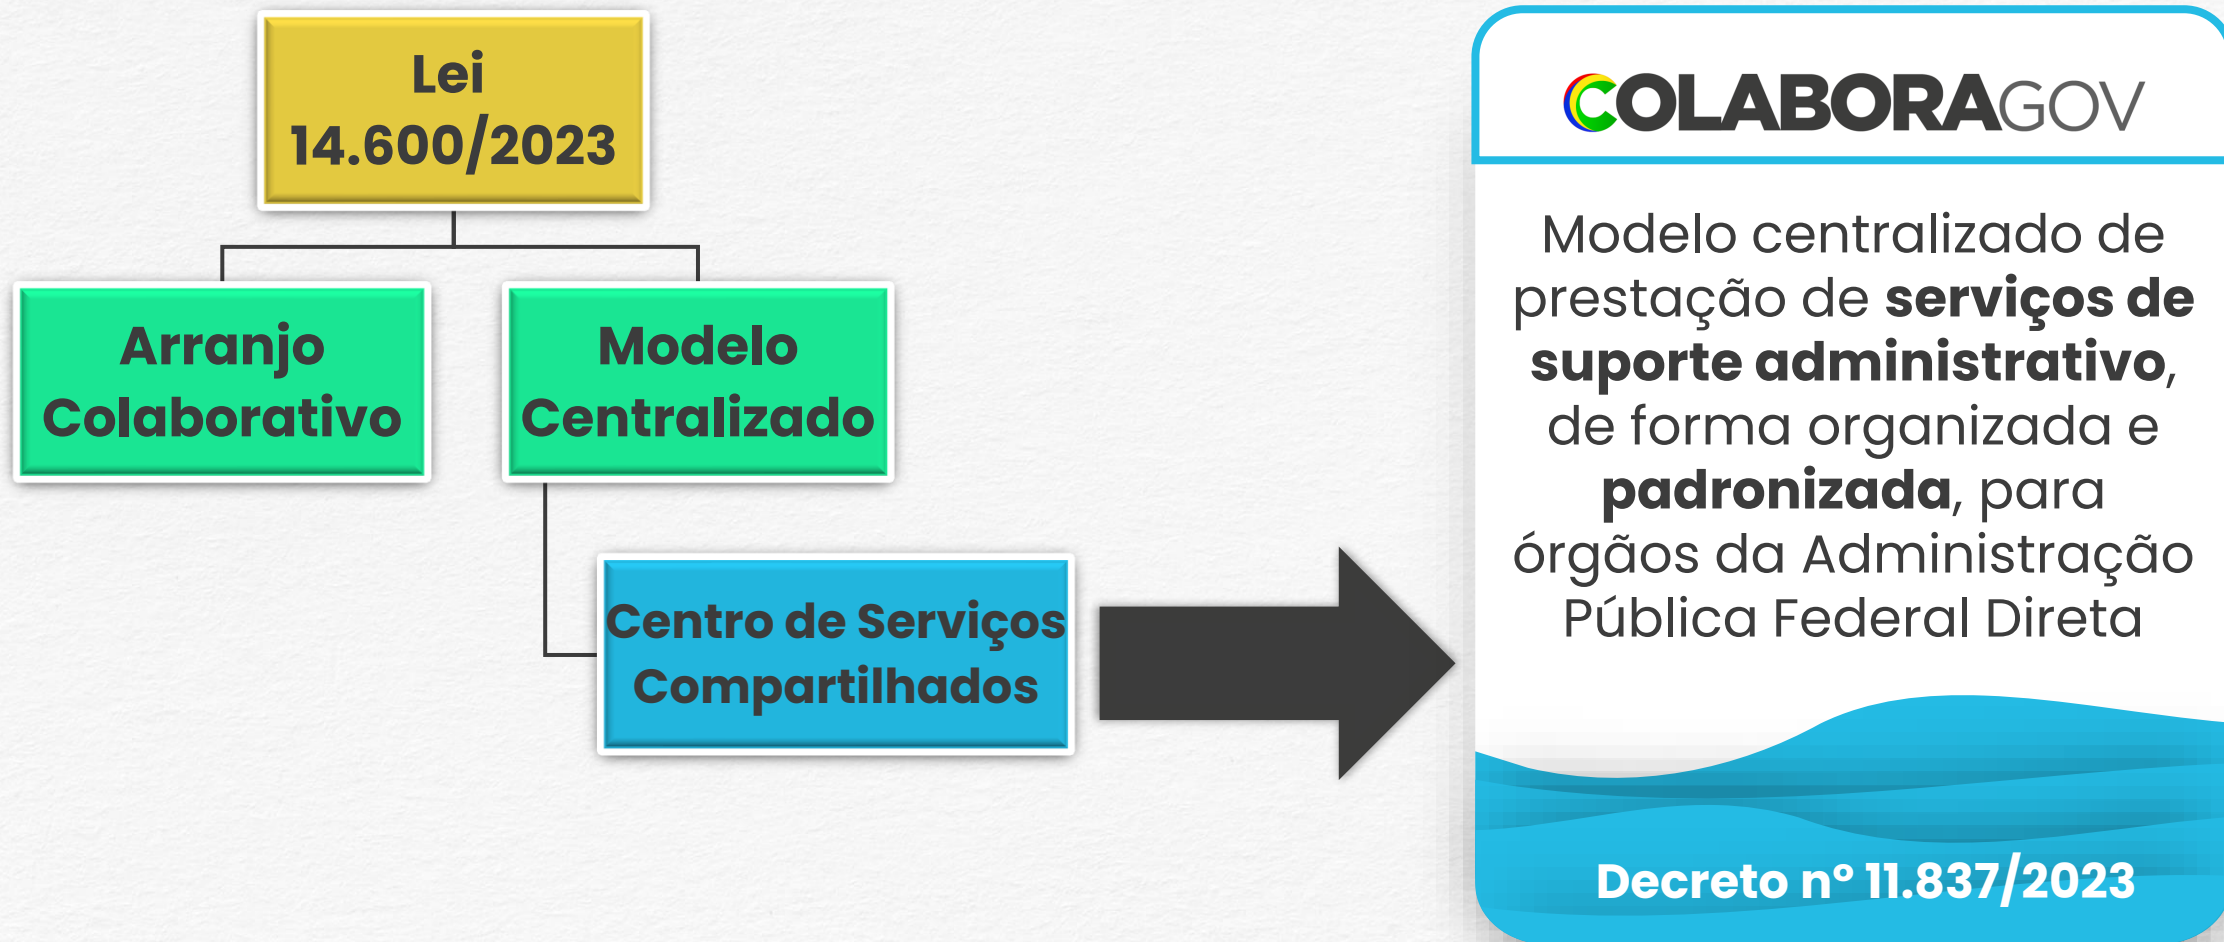 Lei
14.600/2023
Arranjo
Colaborativo
Modelo
Centralizado
Centro de Serviços
Compartilhados
COLABORAGOV
Modelo centralizado de
prestação de serviços de
suporte administrativo,
de forma organizada e
padronizada, para
órgãos da Administração
Pública Federal Direta
Decreto nº 11.837/2023